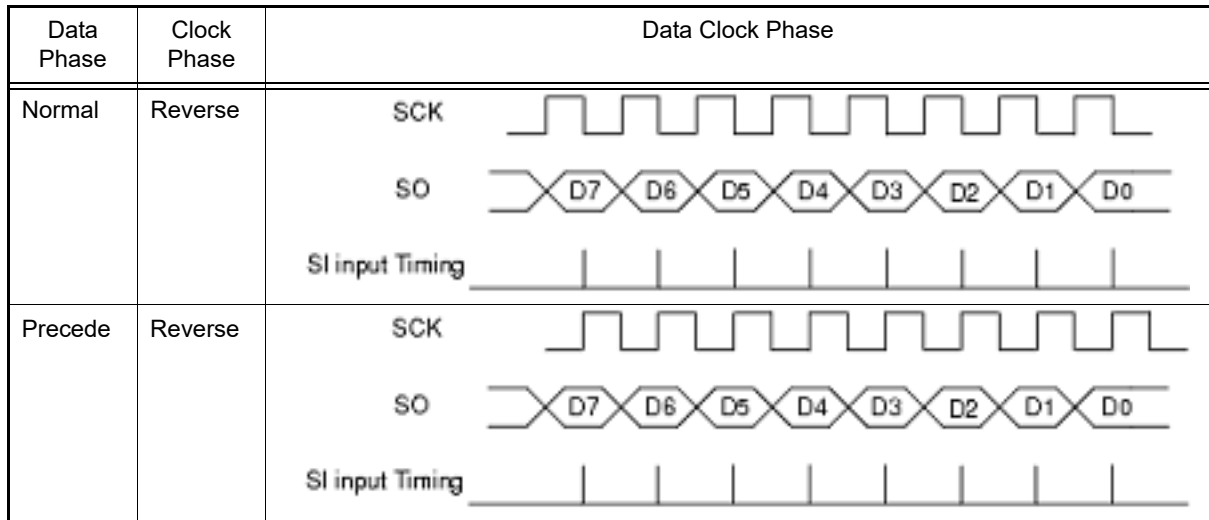 Data Phase
Clock Phase
Data Clock Phase
Normal
Reverse
SCK
SO
D7 D6 D5 D4 D3 D2 D1 D0
SI input Timing
Precede
Reverse
SCK
SO
D7 D6 D5 D4 D3 D2 D1 D0
SI input Timing